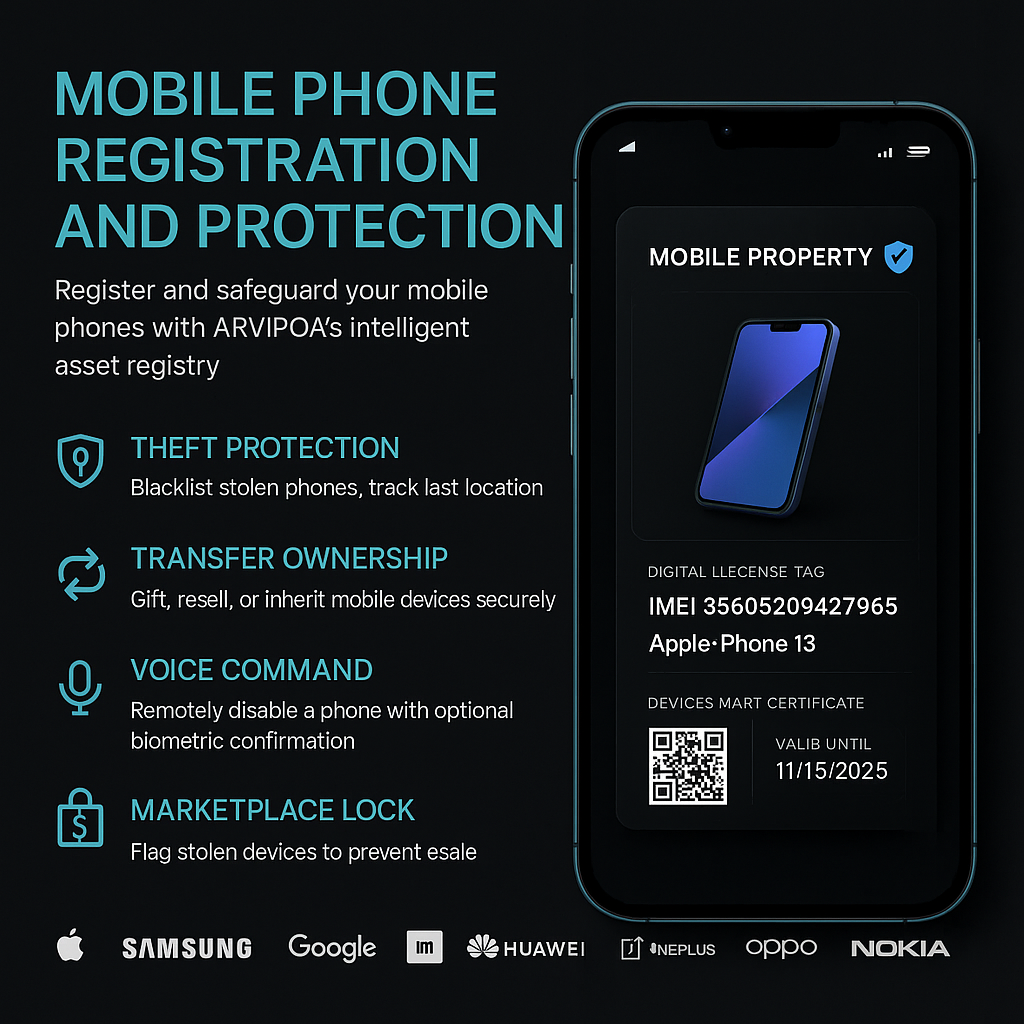 MOBILE PHONE
REGISTRATION
AND PROTECTION
Register and safeguard your mobile
phones with ARVIPOA's intelligent
asset registry
THEFT PROTECTION
Blacklist stolen phones, track last location
TRANSFER OWNERSHIP
Gift, resell, or inherit mobile devices securely
VOICE COMMAND
Remotely disable a phone with optional
biometric confirmation
MARKETPLACE LOCK
Flag stolen devices to prevent esale
MOBILE PROPERTY
DIGITAL LLECENSE TAG
IMEI 35605209427965
Apple·Phone 13
DEVICES MART CERTIFICATE
VALIB UNTIL
11/15/2025
SAMSUNG Google Im HUAWEI NEPLUS oppo NOKIA